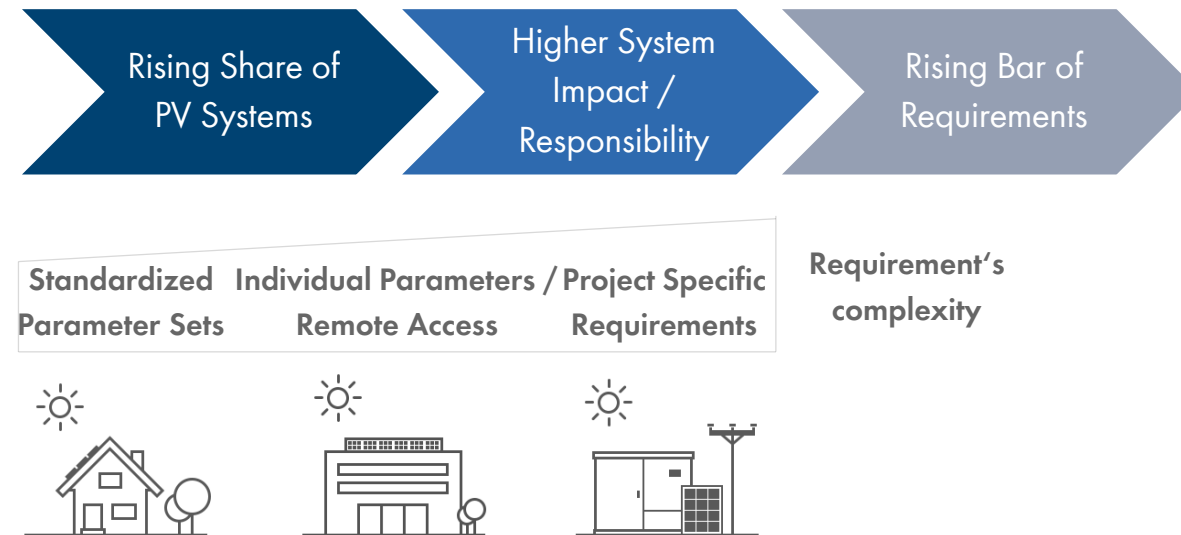 Rising Share of
PV Systems
Higher System
Impact /
Responsibility
Rising Bar of
Requirements
Standardized
Parameter Sets
Individual Parameters /
Remote Access
Project Specific
Requirements
Requirement‘s
complexity